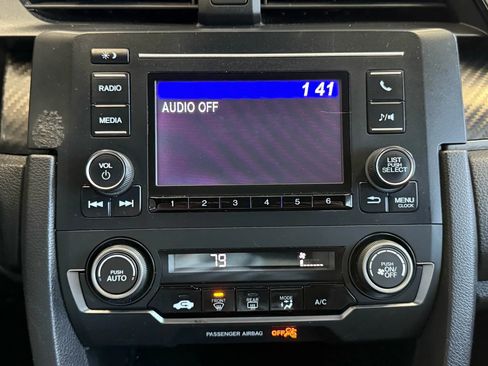 1 41
RADIO
AUDIO OFF
MEDIA
VOL
LIST
PUSH
SELECT
1 2 3 4 5 6
MENU
CLOCK
79
PUSH
AUTO
PUSH
ON/
OFF
FRONT
REAR
MODE
A/C
PASSENGER AIRBAG OFF